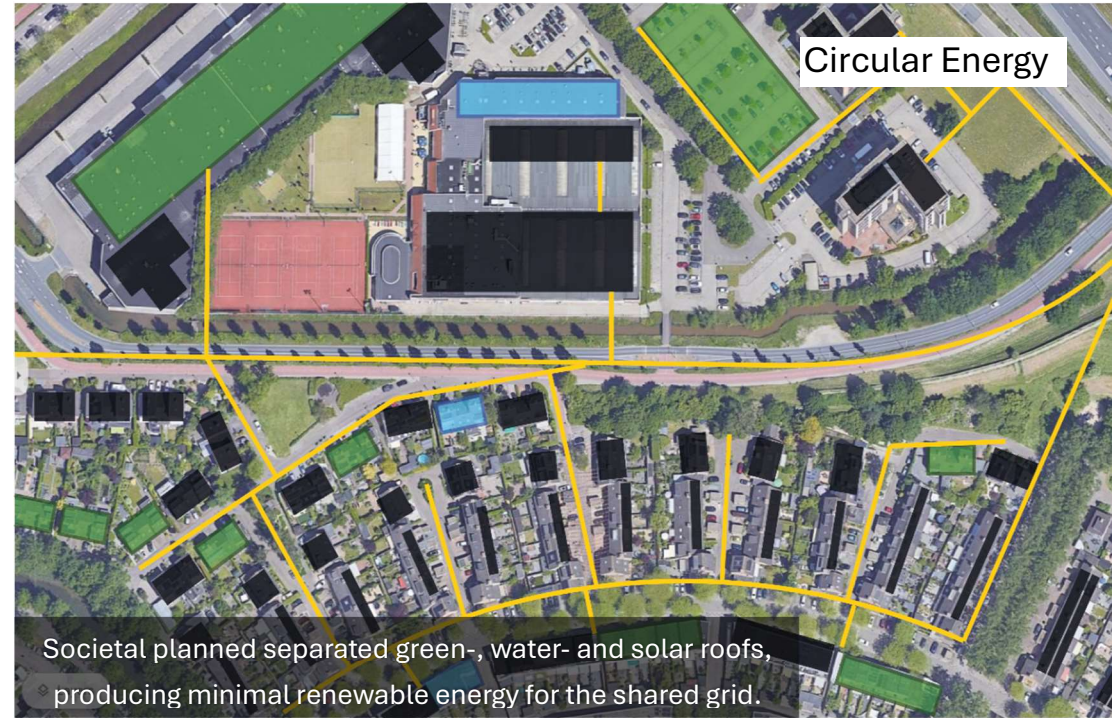 Circular Energy
Societal planned separated green-, water- and solar roofs,
producing minimal renewable energy for the shared grid.